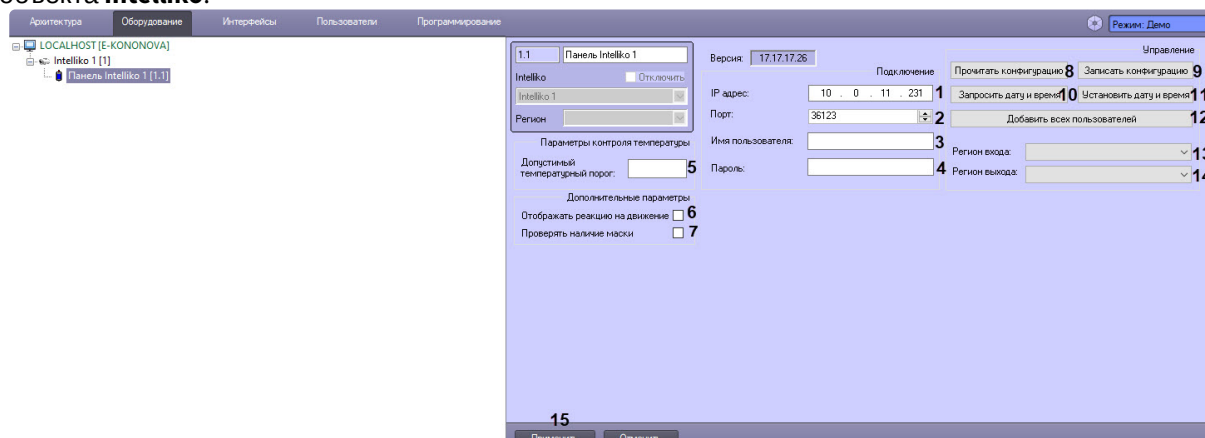 объекта Intelliko.
Архитектура Оборудование Интерфейсы Пользователи Программирование Режим: Демо
LOCALHOST [E-KONONOVA]
Intelliko 1 [1]
Панель Intelliko 1 [1.1]
1.1 Панель Intelliko 1
Intelliko Отключить
Intelliko 1
Регион
Параметры контроля температуры
Допустимый
температурный порог: 5
Дополнительные параметры
Отображать реакцию на движение 6
Проверять наличие маски 7
Версия: 17.17.17.26
Подключение
IP адрес: 10 . 0 . 11 . 231 1
Порт: 36123 2
Имя пользователя: 3
Пароль: 4
Управление
Прочитать конфигурацию 8 Записать конфигурацию 9
Запросить дату и время 10 Установить дату и время 11
Добавить всех пользователей 12
Регион входа: 13
Регион выхода: 14
15
Применить Отменить